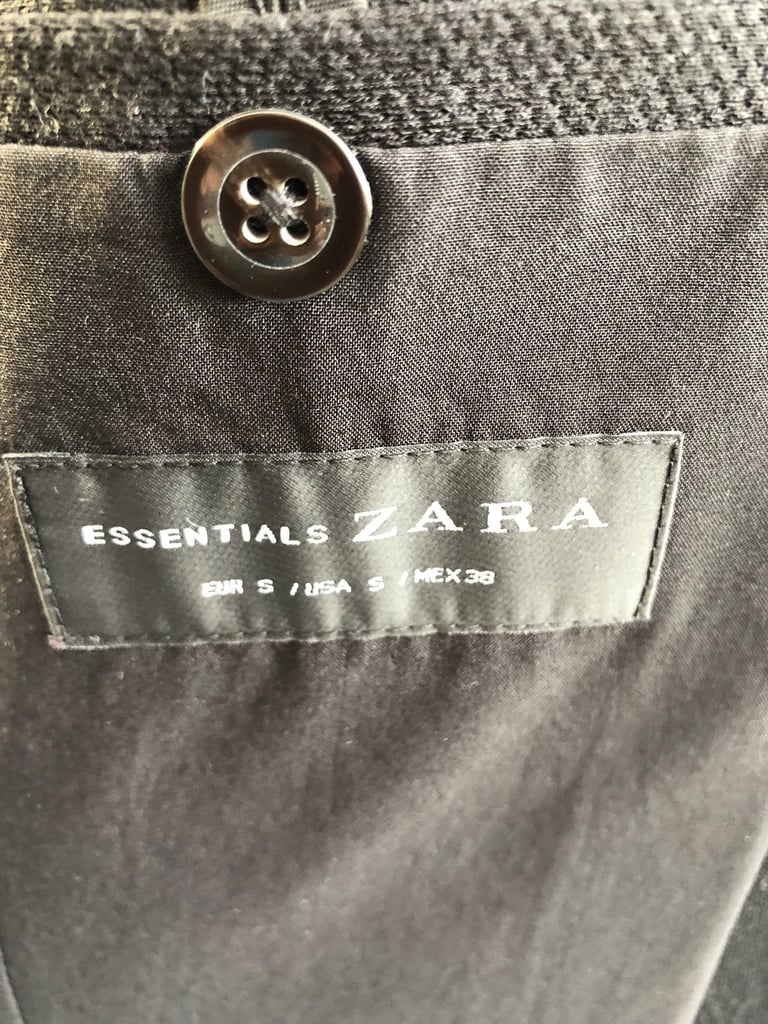 ESSENTIALS ZARA
EUR S / USA S / MEX 38